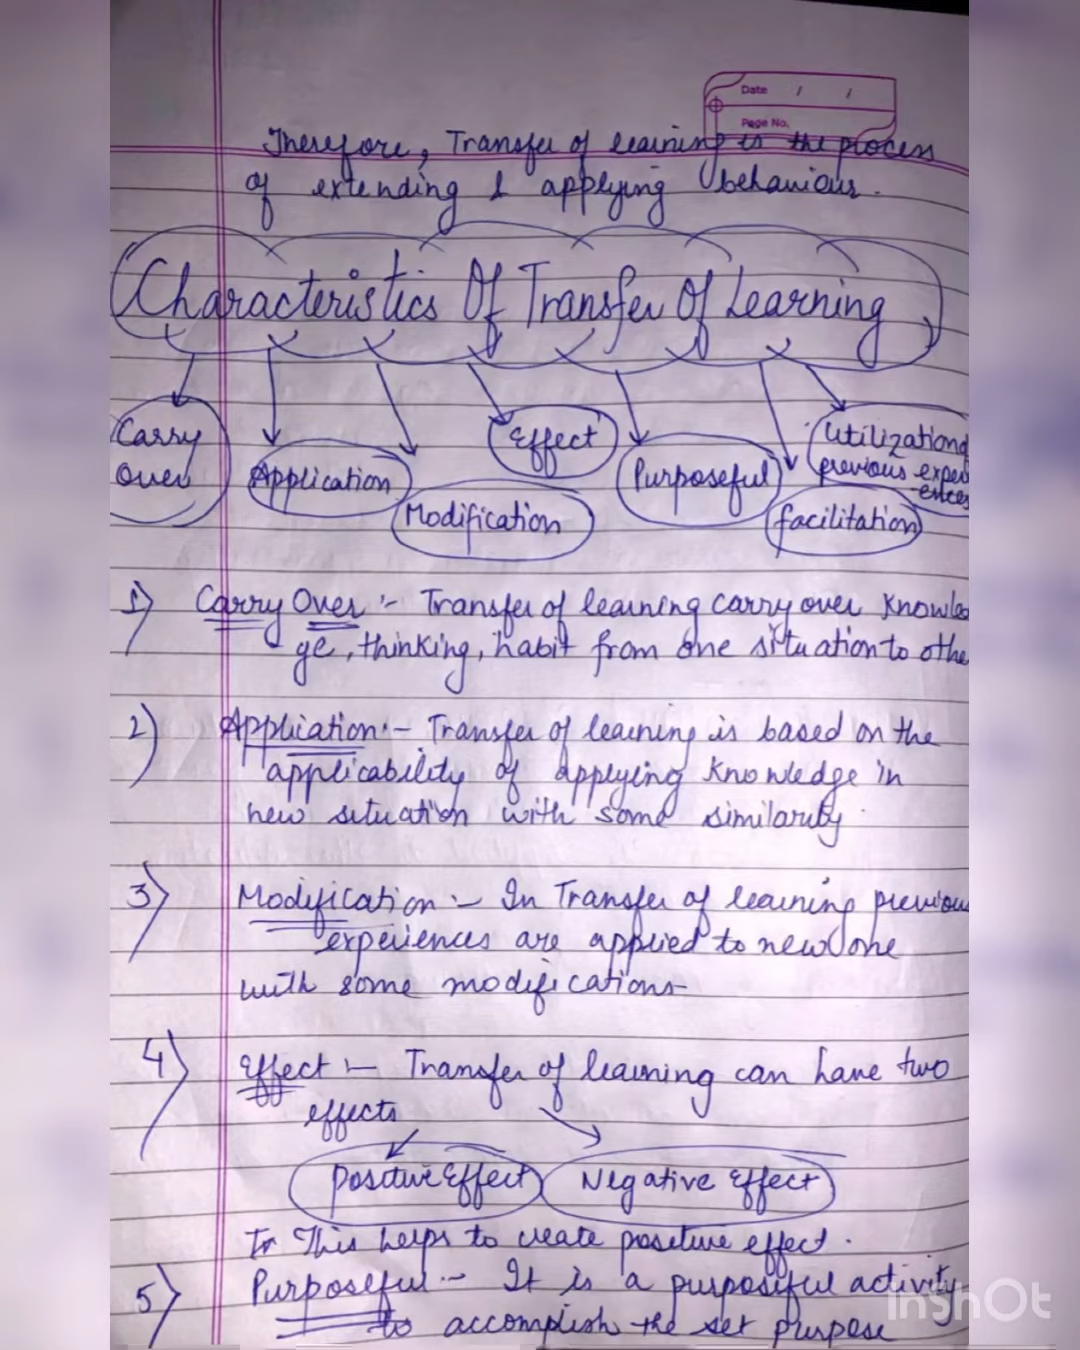 Date / /
Page No.
Therefore, Transfer of learning is the process
of extending & applying behaviour.
Characteristics Of Transfer Of Learning
Carry
Over
Application
Modification
Effect
Purposeful
facilitation
Utilization of
previous exper
-ences
1) Carry Over :- Transfer of learning carry over knowled
ge, thinking, habit from one situation to othe
2) Application :- Transfer of learning is based on the
applicability of applying knowledge in
new situation with some similarity
3) Modification :- In Transfer of learning previous
experiences are applied to new one
with some modifications
4) Effect :- Transfer of learning can have two
effects
Positive Effect Negative Effect
This helps to create positive effect.
5) Purposeful :- It is a purposiful activity
to accomplish the set purpose
InShOt